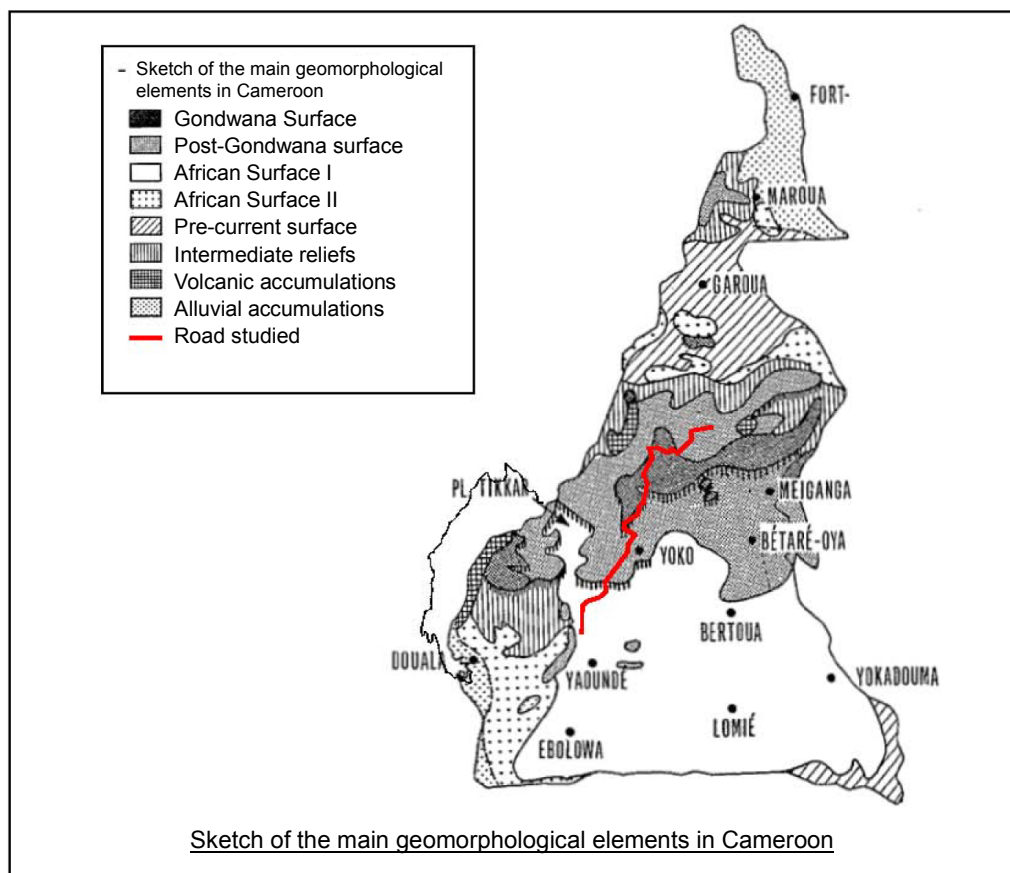 - Sketch of the main geomorphological
elements in Cameroon
Gondwana Surface
Post-Gondwana surface
African Surface I
African Surface II
Pre-current surface
Intermediate reliefs
Volcanic accumulations
Alluvial accumulations
Road studied
FORT-
MAROUA
GAROUA
PL. TIKKAR
MEIGANGA
BÉTARÉ-OYA
YOKO
BERTOUA
DOUALA
YAOUNDÉ
YOKADOUMA
LOMIÉ
EBOLOWA
Sketch of the main geomorphological elements in Cameroon